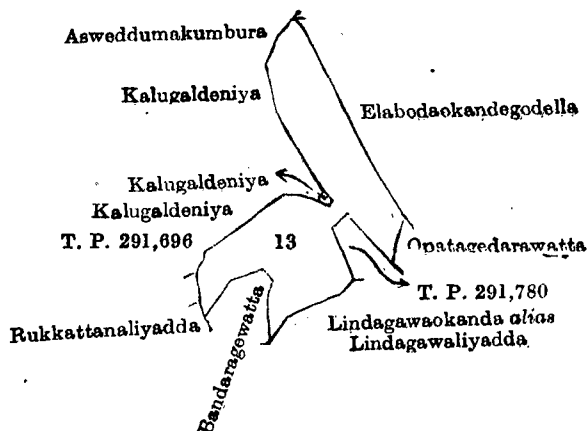 Asweddumakumbura
Kalugaldeniya
Elabodaokandegodella
Kalugaldeniya
Kalugaldeniya
T. P. 291,696
13
Opatagedarawatta
T. P. 291,780
Lindagawaokanda alias
Lindagawaliyadda
Rukkattanaliyadda
Bandaragewatta